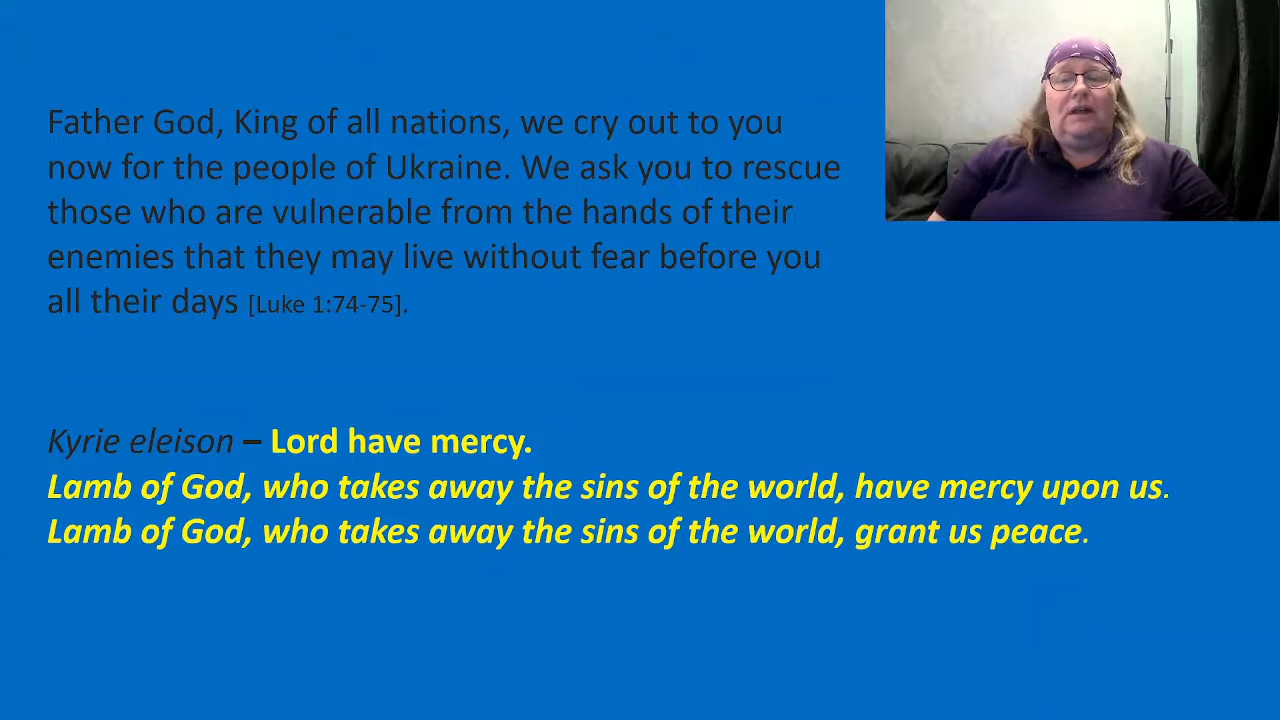 Father God, King of all nations, we cry out to you
now for the people of Ukraine. We ask you to rescue
those who are vulnerable from the hands of their
enemies that they may live without fear before you
all their days [Luke 1:74-75].
Kyrie eleison – Lord have mercy.
Lamb of God, who takes away the sins of the world, have mercy upon us.
Lamb of God, who takes away the sins of the world, grant us peace.